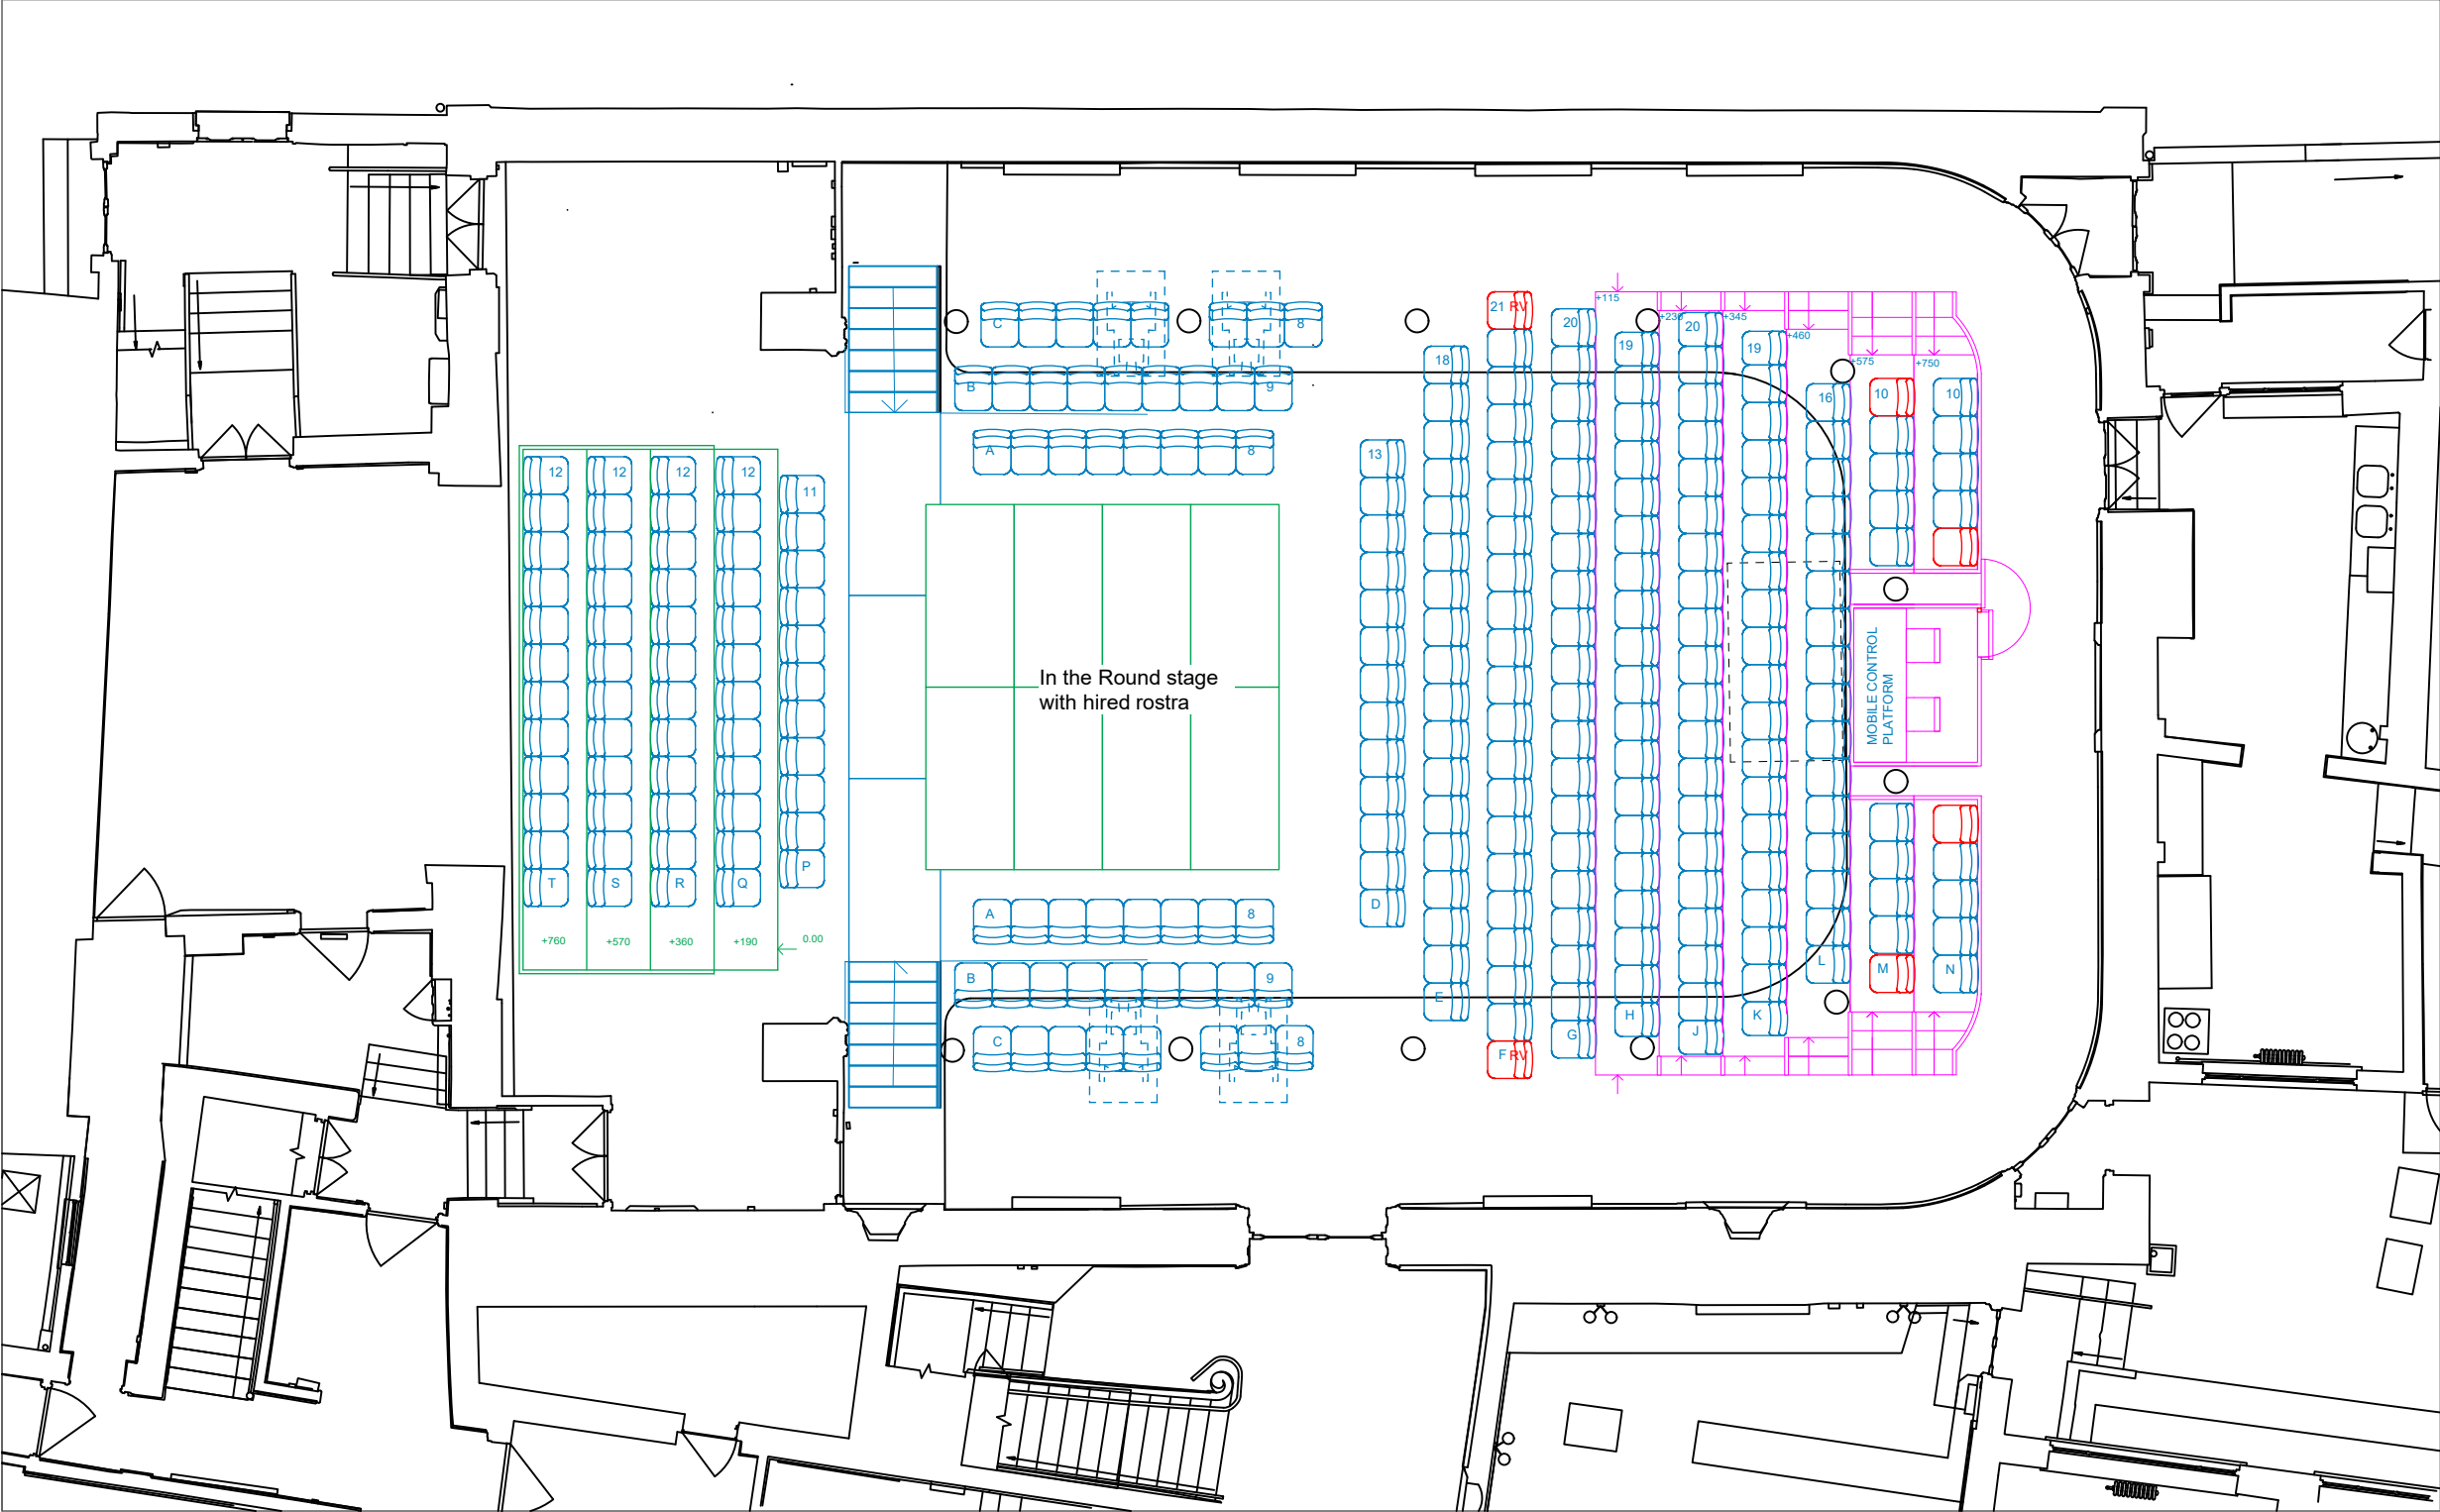 21 RV
+115
+230
+345
+460
+575
+750
20
20
19
19
18
16
10
10
C
8
B
9
A
8
13
12
12
12
12
11
In the Round stage
with hired rostra
MOBILE CONTROL
PLATFORM
T
S
R
Q
P
D
A
8
+760
+570
+360
+190
0.00
B
9
L
M
N
E
C
8
F RV
G
H
J
K